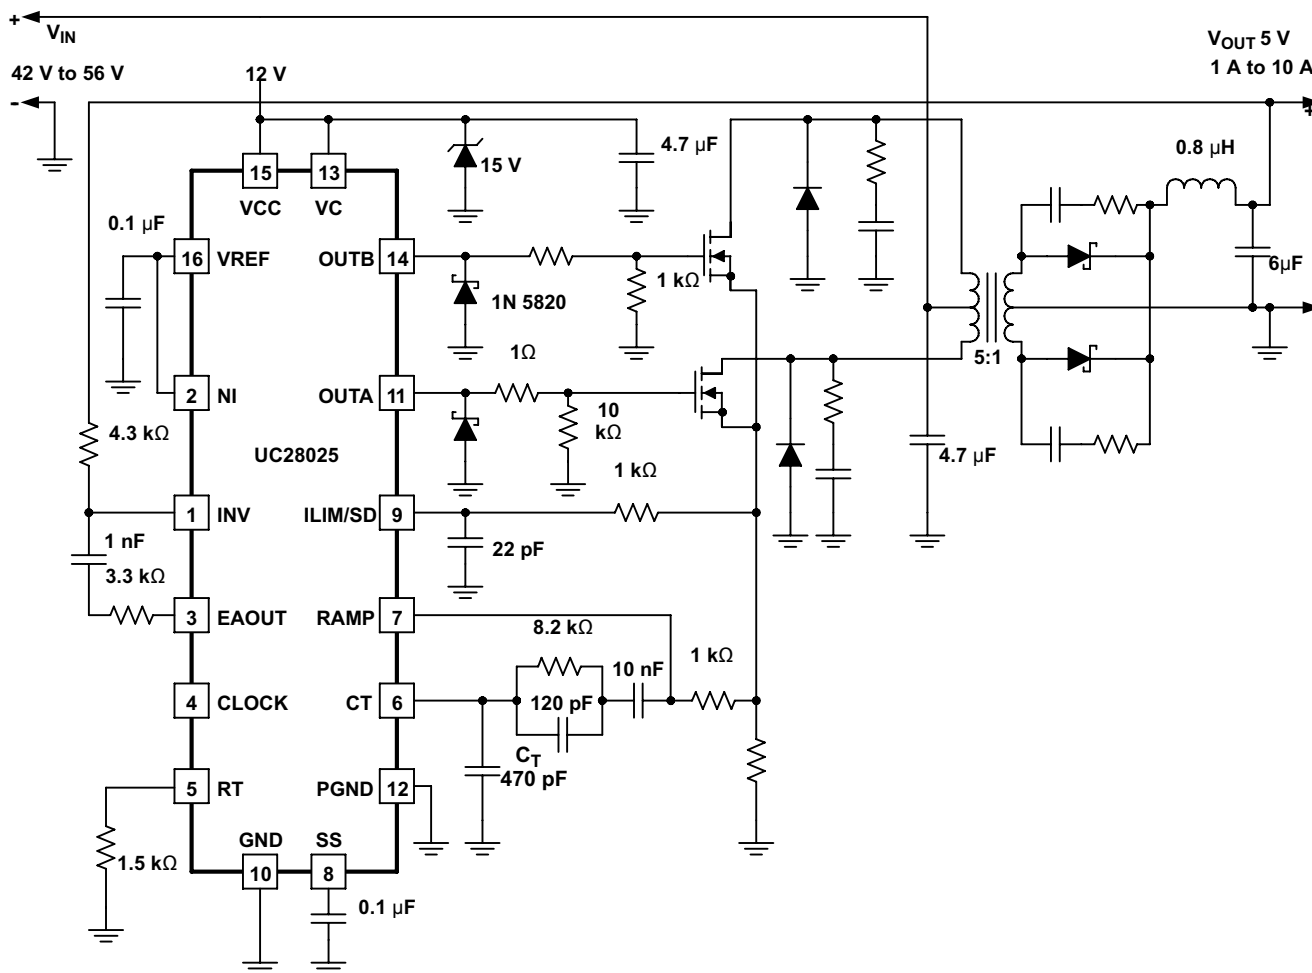 +
V_IN
42 V to 56 V
-
12 V
V_OUT 5 V
1 A to 10 A
+
15
VCC
13
VC
15 V
4.7 µF
0.8 µH
0.1 µF
16
VREF
OUTB
14
1N 5820
1 kΩ
6µF
1Ω
5:1
2
NI
OUTA
11
10
kΩ
4.3 kΩ
UC28025
1 kΩ
4.7 µF
1
INV
ILIM/SD
9
1 nF
22 pF
3.3 kΩ
3
EAOUT
RAMP
7
8.2 kΩ
10 nF
1 kΩ
4
CLOCK
CT
6
120 pF
C_T
470 pF
5
RT
PGND
12
1.5 kΩ
GND
10
SS
8
0.1 µF